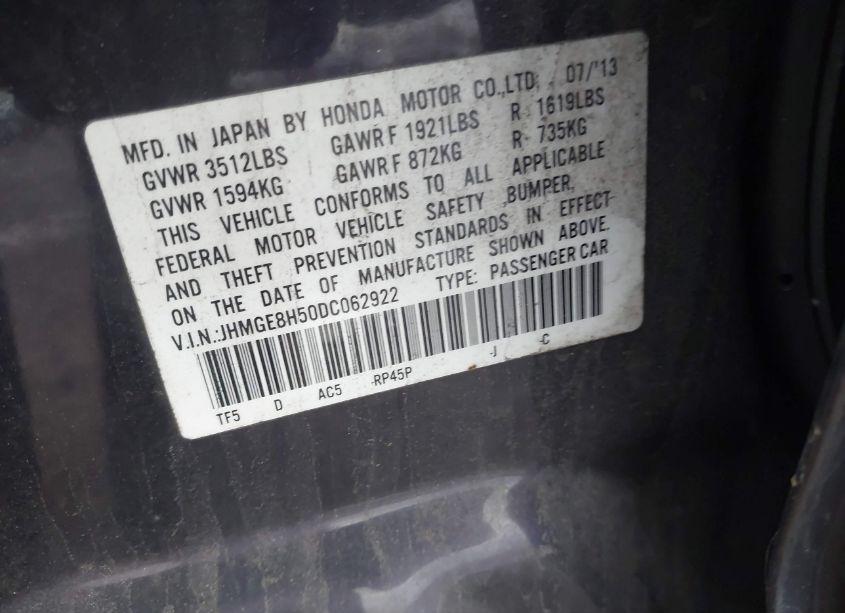 MFD. IN JAPAN BY HONDA MOTOR CO.,LTD. 07/'13
GVWR 3512LBS GAWR F 1921LBS R 1619LBS
GVWR 1594KG GAWR F 872KG R 735KG
THIS VEHICLE CONFORMS TO ALL APPLICABLE
FEDERAL MOTOR VEHICLE SAFETY, BUMPER,
AND THEFT PREVENTION STANDARDS IN EFFECT
ON THE DATE OF MANUFACTURE SHOWN ABOVE.
V.I.N.:JHMGE8H50DC062922 TYPE: PASSENGER CAR
TF5 D AC5 -RP45P -J -C